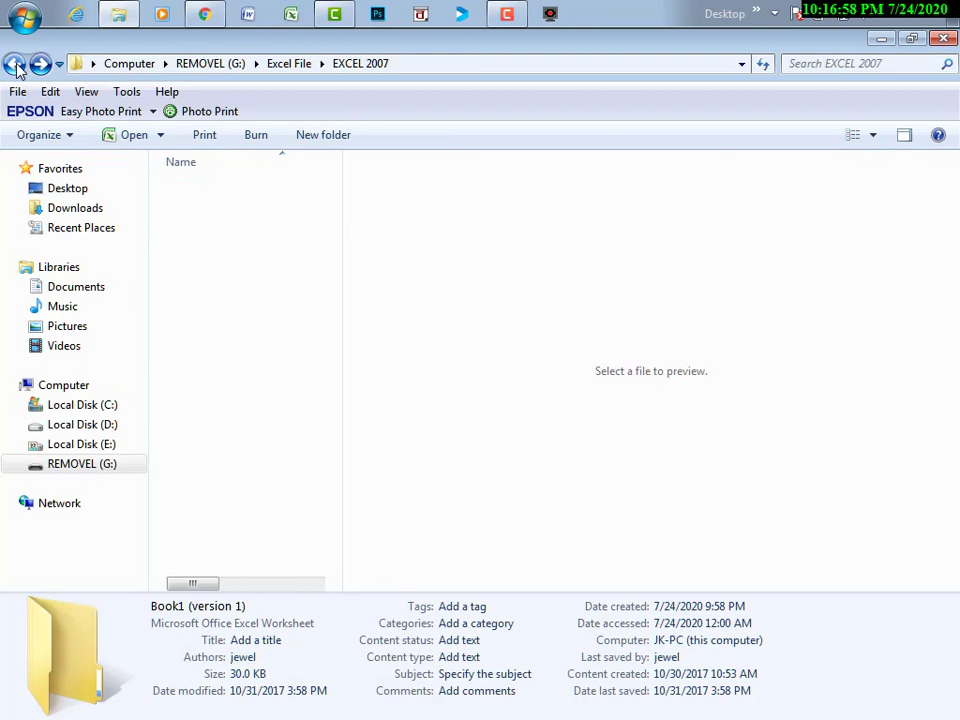 Desktop »
10:16:58 PM 7/24/2020
Computer REMOVEL (G:) Excel File EXCEL 2007
Search EXCEL 2007
File Edit View Tools Help
EPSON Easy Photo Print Photo Print
Organize Open Print Burn New folder
Name
Favorites
Desktop
Downloads
Recent Places
Libraries
Documents
Music
Pictures
Videos
Computer
Local Disk (C:)
Local Disk (D:)
Local Disk (E:)
REMOVEL (G:)
Network
Select a file to preview.
Book1 (version 1) Tags: Add a tag Date created: 7/24/2020 9:58 PM
Microsoft Office Excel Worksheet Categories: Add a category Date accessed: 7/24/2020 12:00 AM
Title: Add a title Content status: Add text Computer: JK-PC (this computer)
Authors: jewel Content type: Add text Last saved by: jewel
Size: 30.0 KB Subject: Specify the subject Content created: 10/30/2017 10:53 AM
Date modified: 10/31/2017 3:58 PM Comments: Add comments Date last saved: 10/31/2017 3:58 PM